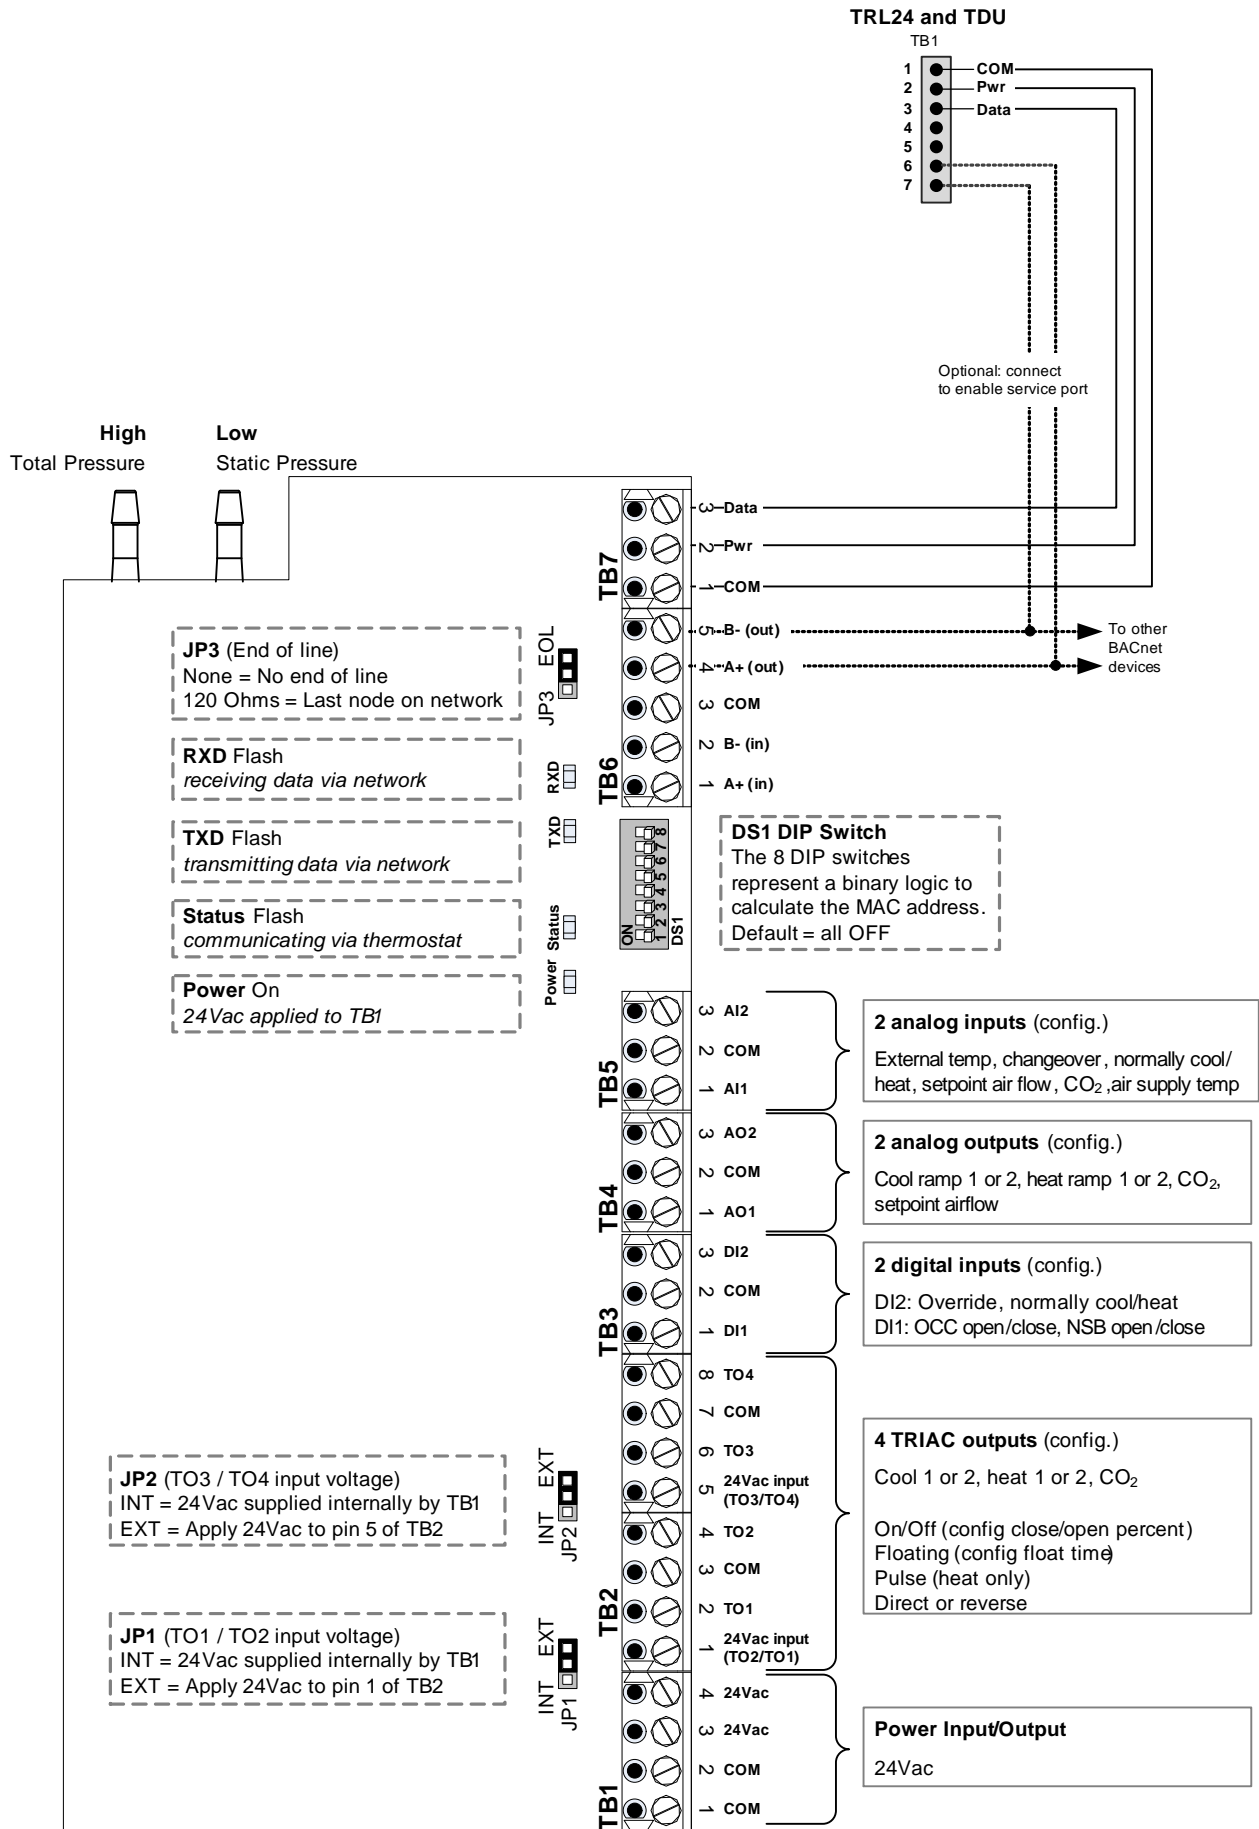 TRL24 and TDU
TB1
1 COM
2 Pwr
3 Data
4
5
6
7
Optional: connect
to enable service port
High
Total Pressure
Low
Static Pressure
TB7
3 Data
2 Pwr
1 COM
TB6
5 B- (out)
4 A+ (out)
3 COM
2 B- (in)
1 A+ (in)
To other
BACnet
devices
JP3 (End of line)
None = No end of line
120 Ohms = Last node on network
JP3 EOL
RXD Flash
receiving data via network
RXD
TXD Flash
transmitting data via network
TXD
Status Flash
communicating via thermostat
Status
Power On
24Vac applied to TB1
Power
ON
1 2 3 4 5 6 7 8
DS1
DS1 DIP Switch
The 8 DIP switches
represent a binary logic to
calculate the MAC address.
Default = all OFF
TB5
3 AI2
2 COM
1 AI1
2 analog inputs (config.)
External temp, changeover, normally cool/
heat, setpoint air flow, CO₂, air supply temp
TB4
3 AO2
2 COM
1 AO1
2 analog outputs (config.)
Cool ramp 1 or 2, heat ramp 1 or 2, CO₂,
setpoint airflow
TB3
3 DI2
2 COM
1 DI1
2 digital inputs (config.)
DI2: Override, normally cool/heat
DI1: OCC open/close, NSB open/close
TB2
8 TO4
7 COM
6 TO3
5 24Vac input
(TO3/TO4)
4 TO2
3 COM
2 TO1
1 24Vac input
(TO2/TO1)
4 TRIAC outputs (config.)
Cool 1 or 2, heat 1 or 2, CO₂
On/Off (config close/open percent)
Floating (config float time)
Pulse (heat only)
Direct or reverse
JP2 (TO3 / TO4 input voltage)
INT = 24Vac supplied internally by TB1
EXT = Apply 24Vac to pin 5 of TB2
INT EXT
JP2
JP1 (TO1 / TO2 input voltage)
INT = 24Vac supplied internally by TB1
EXT = Apply 24Vac to pin 1 of TB2
INT EXT
JP1
TB1
4 24Vac
3 24Vac
2 COM
1 COM
Power Input/Output
24Vac